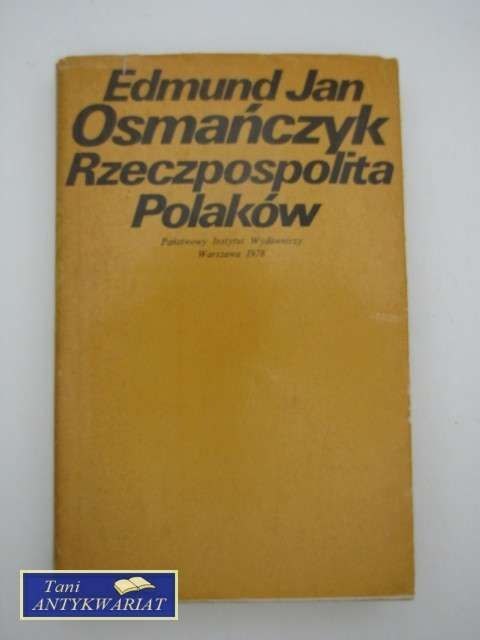 Edmund Jan
Osmańczyk
Rzeczpospolita
Polaków
Państwowy Instytut Wydawniczy
Warszawa 1978
Tani
ANTYKWARIAT